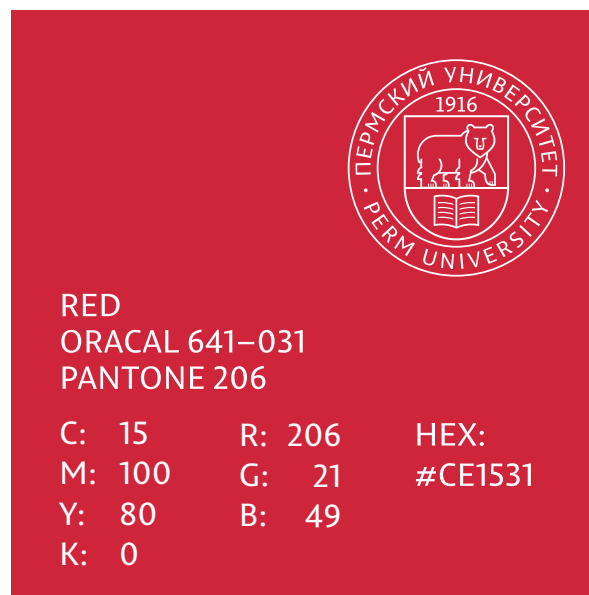 ПЕРМСКИЙ УНИВЕРСИТЕТ
1916
• PERM UNIVERSITY •
RED
ORACAL 641–031
PANTONE 206
C: 15 R: 206 HEX:
M: 100 G: 21 #CE1531
Y: 80 B: 49
K: 0